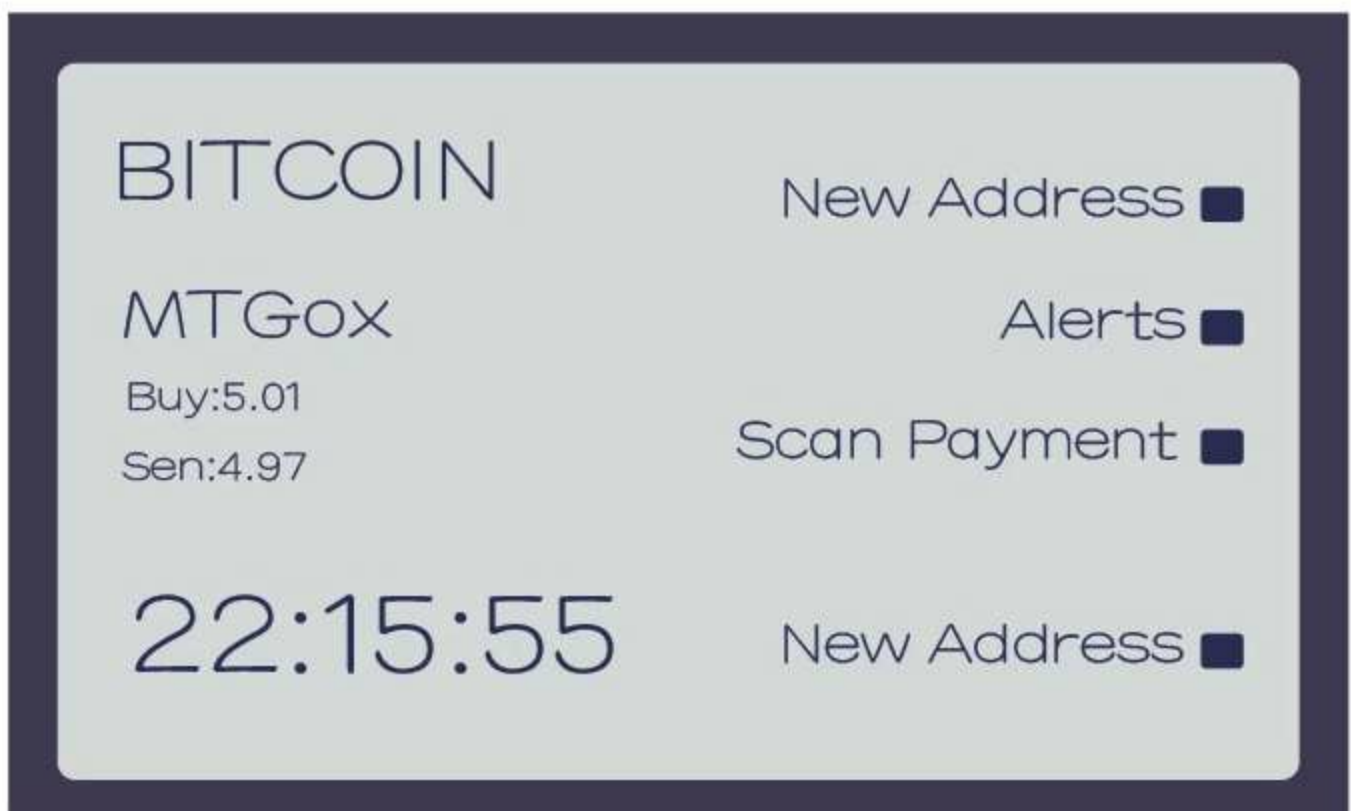 BITCOIN
MTGox
Buy:5.01
Sen:4.97
22:15:55
New Address
Alerts
Scan Payment
New Address